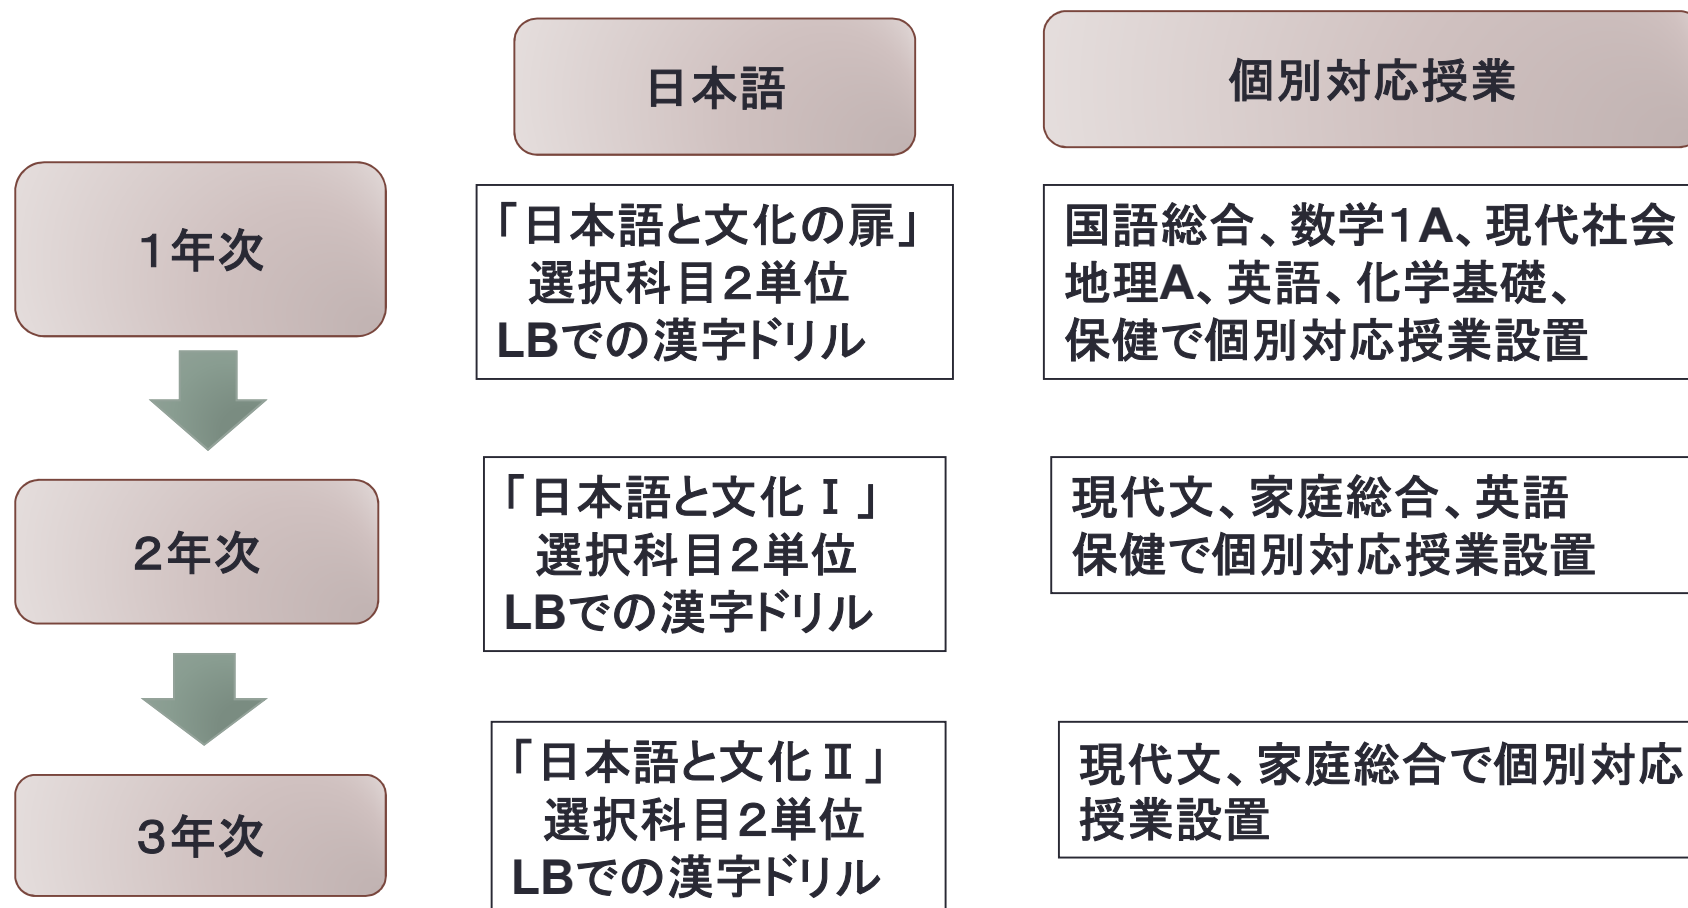 日本語
個別対応授業
１年次
「日本語と文化の扉」
選択科目２単位
LBでの漢字ドリル
国語総合、数学１A、現代社会
地理A、英語、化学基礎、
保健で個別対応授業設置
２年次
「日本語と文化Ⅰ」
選択科目２単位
LBでの漢字ドリル
現代文、家庭総合、英語
保健で個別対応授業設置
３年次
「日本語と文化Ⅱ」
選択科目２単位
LBでの漢字ドリル
現代文、家庭総合で個別対応
授業設置